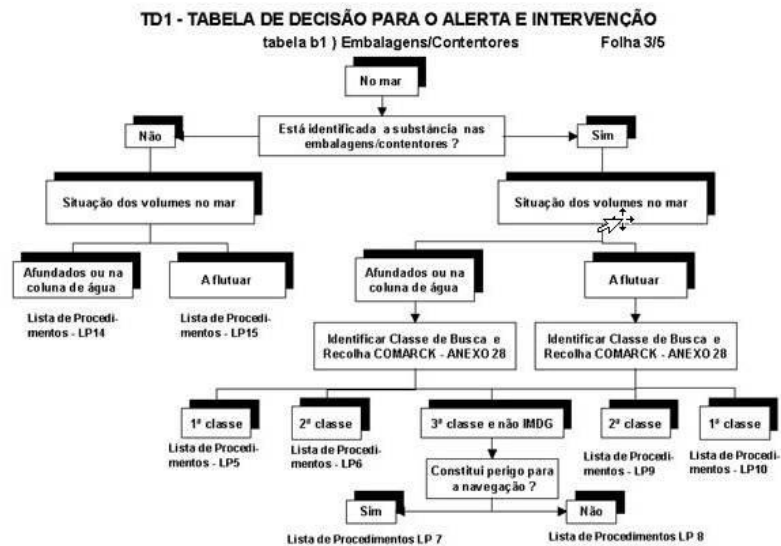 TD1 - TABELA DE DECISÃO PARA O ALERTA E INTERVENÇÃO
tabela b1 ) Embalagens/Contentores
Folha 3/5
No mar
Está identificada a substância nas
embalagens/contentores ?
Não
Sim
Situação dos volumes no mar
Situação dos volumes no mar
Afundados ou na
coluna de água
A flutuar
Afundados ou na
coluna de água
A flutuar
Lista de Procedi-
mentos - LP14
Lista de Procedi-
mentos - LP15
Identificar Classe de Busca e
Recolha COMARCK - ANEXO 28
Identificar Classe de Busca e
Recolha COMARCK - ANEXO 28
1ª classe
2ª classe
3ª classe e não IMDG
2ª classe
1ª classe
Lista de Procedi-
mentos - LP5
Lista de Procedi-
mentos - LP6
Lista de Procedi-
mentos - LP9
Lista de Procedi-
mentos - LP10
Constitui perigo para
a navegação ?
Sim
Não
Lista de Procedimentos LP 7
Lista de Procedimentos LP 8